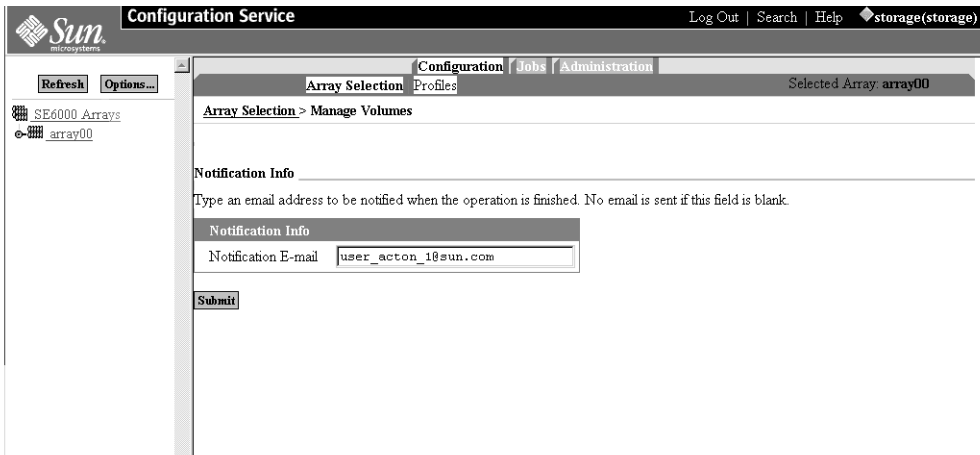 Sun
microsystems
Configuration Service
Log Out | Search | Help storage(storage)
Refresh Options...
SE6000 Arrays
array00
Configuration Jobs Administration
Array Selection Profiles
Selected Array: array00
Array Selection > Manage Volumes
Notification Info
Type an email address to be notified when the operation is finished. No email is sent if this field is blank.
Notification Info
Notification E-mail user_acton_1@sun.com
Submit